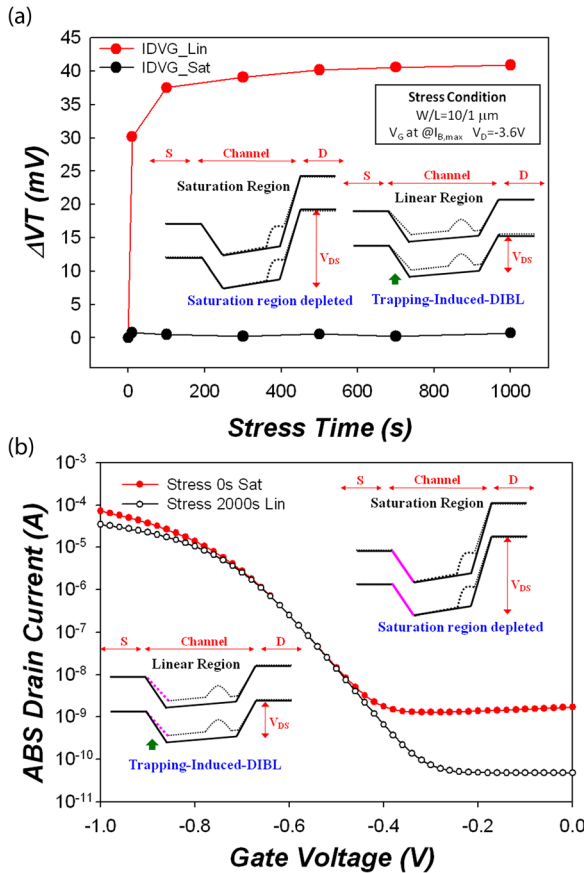 (a)
45
40
35
30
25
20
15
10
5
0
ΔVT (mV)
IDVG_Lin
IDVG_Sat
Stress Condition
W/L=10/1 μm
VG at @IB,max VD=-3.6V
S Channel D
Saturation Region
VDS
Saturation region depleted
S Channel D
Linear Region
VDS
Trapping-Induced-DIBL
0 200 400 600 800 1000
Stress Time (s)
(b)
10-3
10-4
10-5
10-6
10-7
10-8
10-9
10-10
10-11
ABS Drain Current (A)
Stress 0s Sat
Stress 2000s Lin
S Channel D
Saturation Region
VDS
Saturation region depleted
S Channel D
Linear Region
VDS
Trapping-Induced-DIBL
-1.0 -0.8 -0.6 -0.4 -0.2 0.0
Gate Voltage (V)